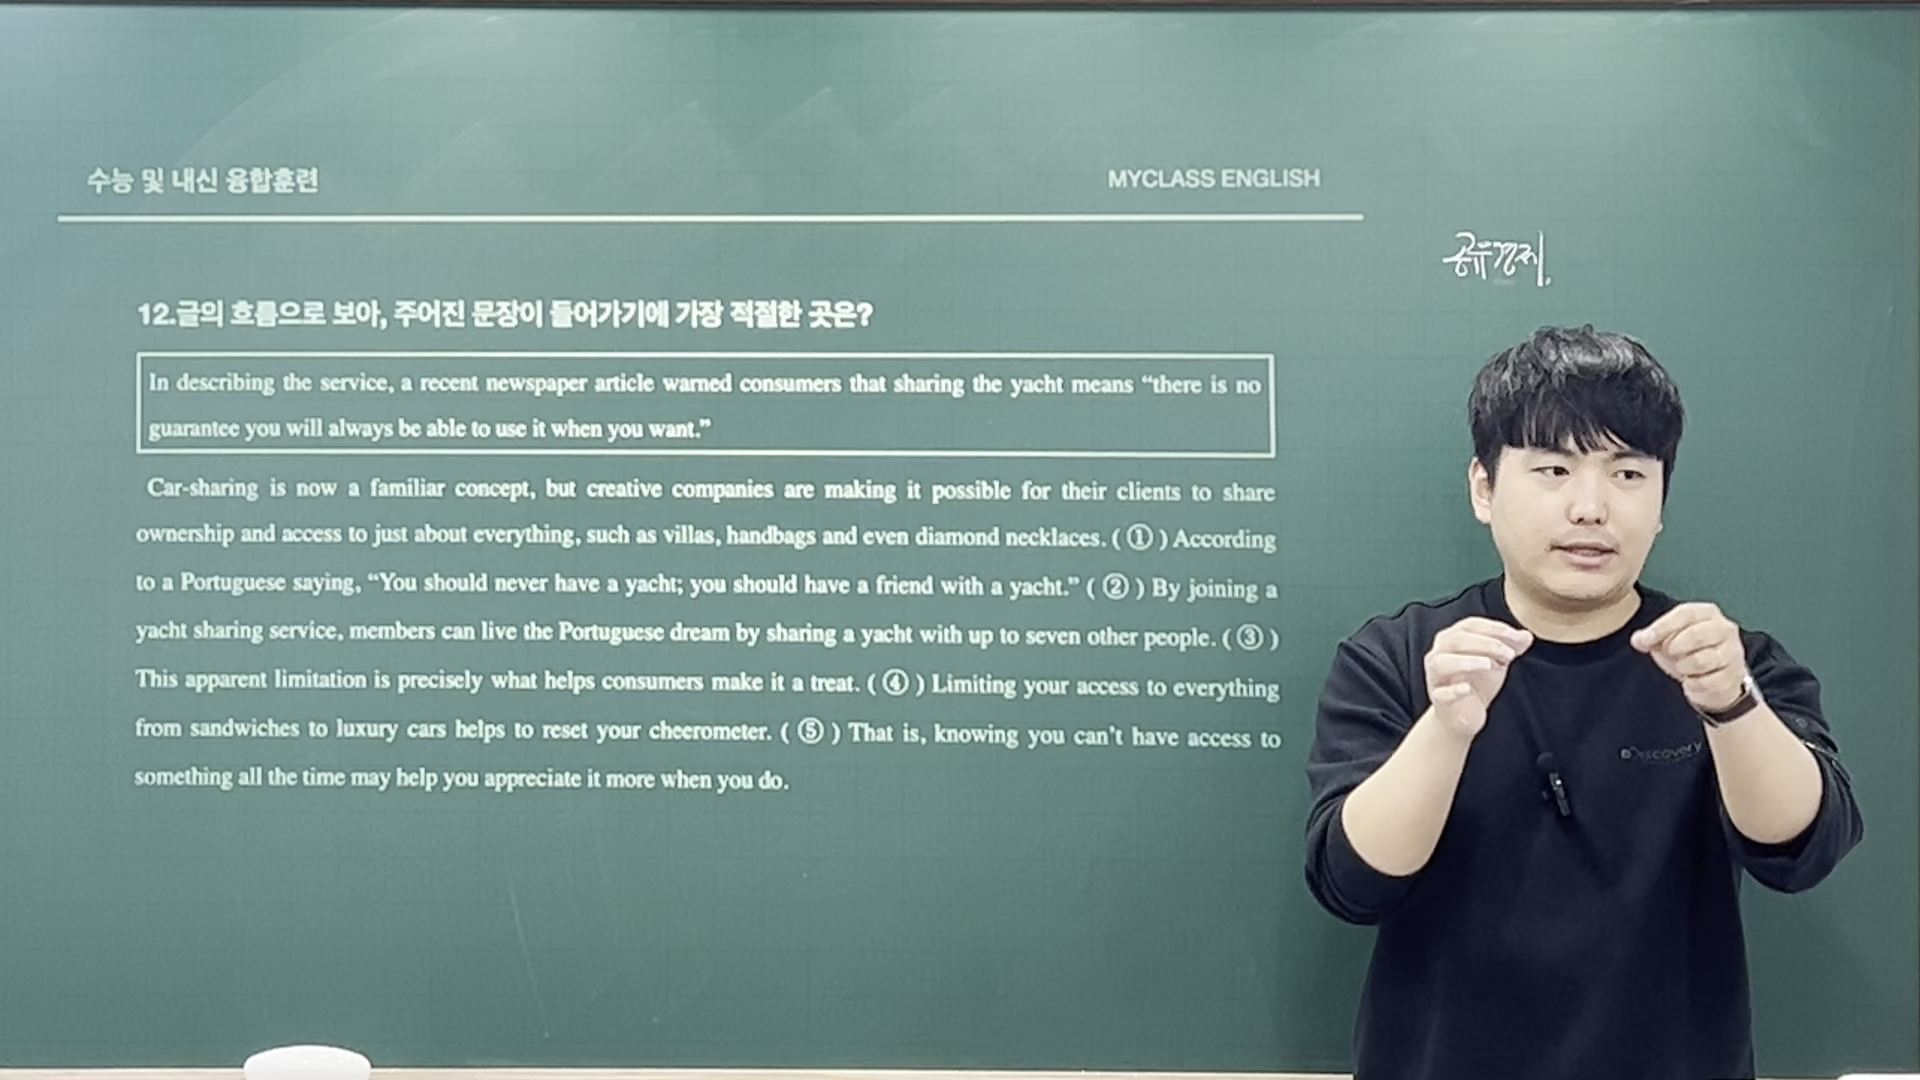 수능 및 내신 융합훈련
MYCLASS ENGLISH
공유경제.
12.글의 흐름으로 보아, 주어진 문장이 들어가기에 가장 적절한 곳은?
In describing the service, a recent newspaper article warned consumers that sharing the yacht means “there is no
guarantee you will always be able to use it when you want.”
Car-sharing is now a familiar concept, but creative companies are making it possible for their clients to share
ownership and access to just about everything, such as villas, handbags and even diamond necklaces. ( ① ) According
to a Portuguese saying, “You should never have a yacht; you should have a friend with a yacht.” ( ② ) By joining a
yacht sharing service, members can live the Portuguese dream by sharing a yacht with up to seven other people. ( ③ )
This apparent limitation is precisely what helps consumers make it a treat. ( ④ ) Limiting your access to everything
from sandwiches to luxury cars helps to reset your cheerometer. ( ⑤ ) That is, knowing you can’t have access to
something all the time may help you appreciate it more when you do.
Discovery